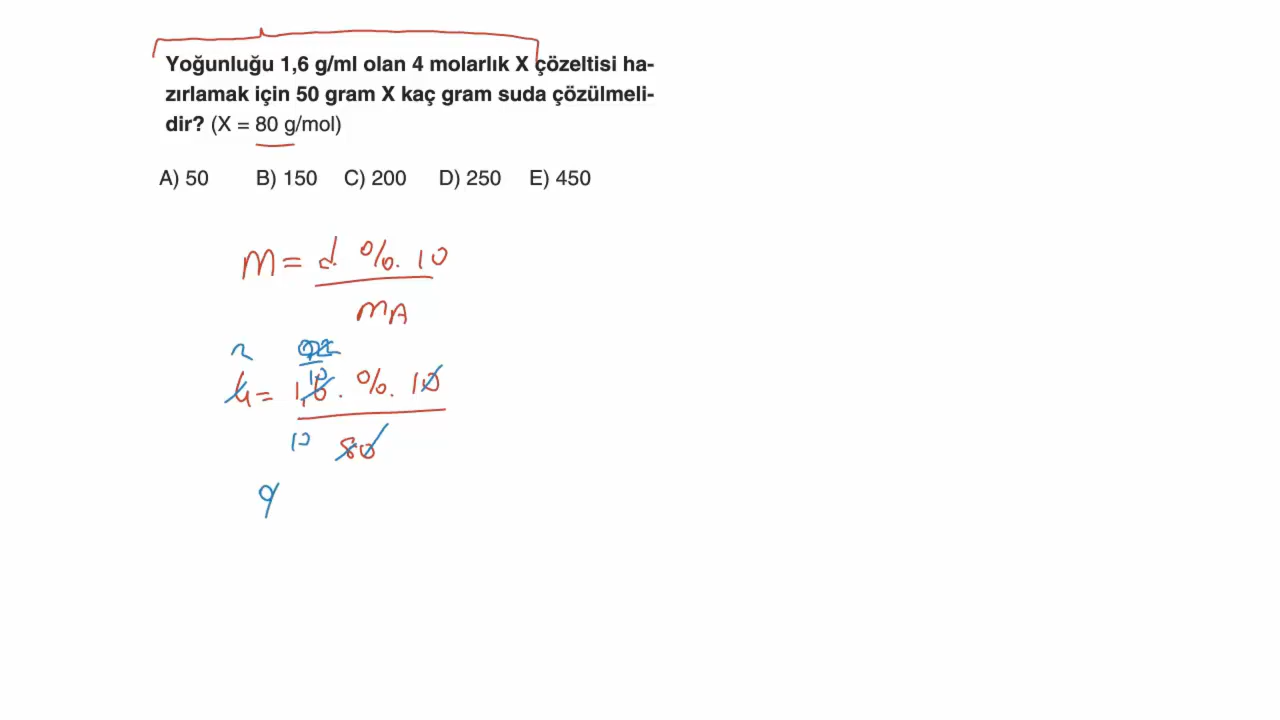 Yoğunluğu 1,6 g/ml olan 4 molarlık X çözeltisi ha-
zırlamak için 50 gram X kaç gram suda çözülmeli-
dir? (X = 80 g/mol)
A) 50 B) 150 C) 200 D) 250 E) 450
M = d. %. 10
MA
4 = 1,6 . %. 10
10 80